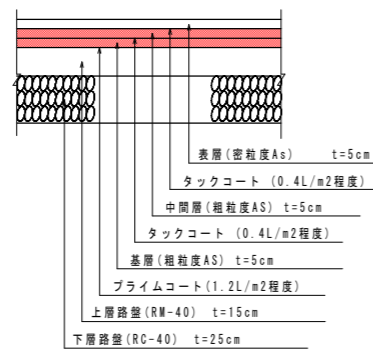 表層(密粒度As) t=5cm
タックコート (0.4L/m2程度)
中間層(粗粒度AS) t=5cm
タックコート (0.4L/m2程度)
基層(粗粒度AS) t=5cm
プライムコート(1.2L/m2程度)
上層路盤(RM-40) t=15cm
下層路盤(RC-40) t=25cm